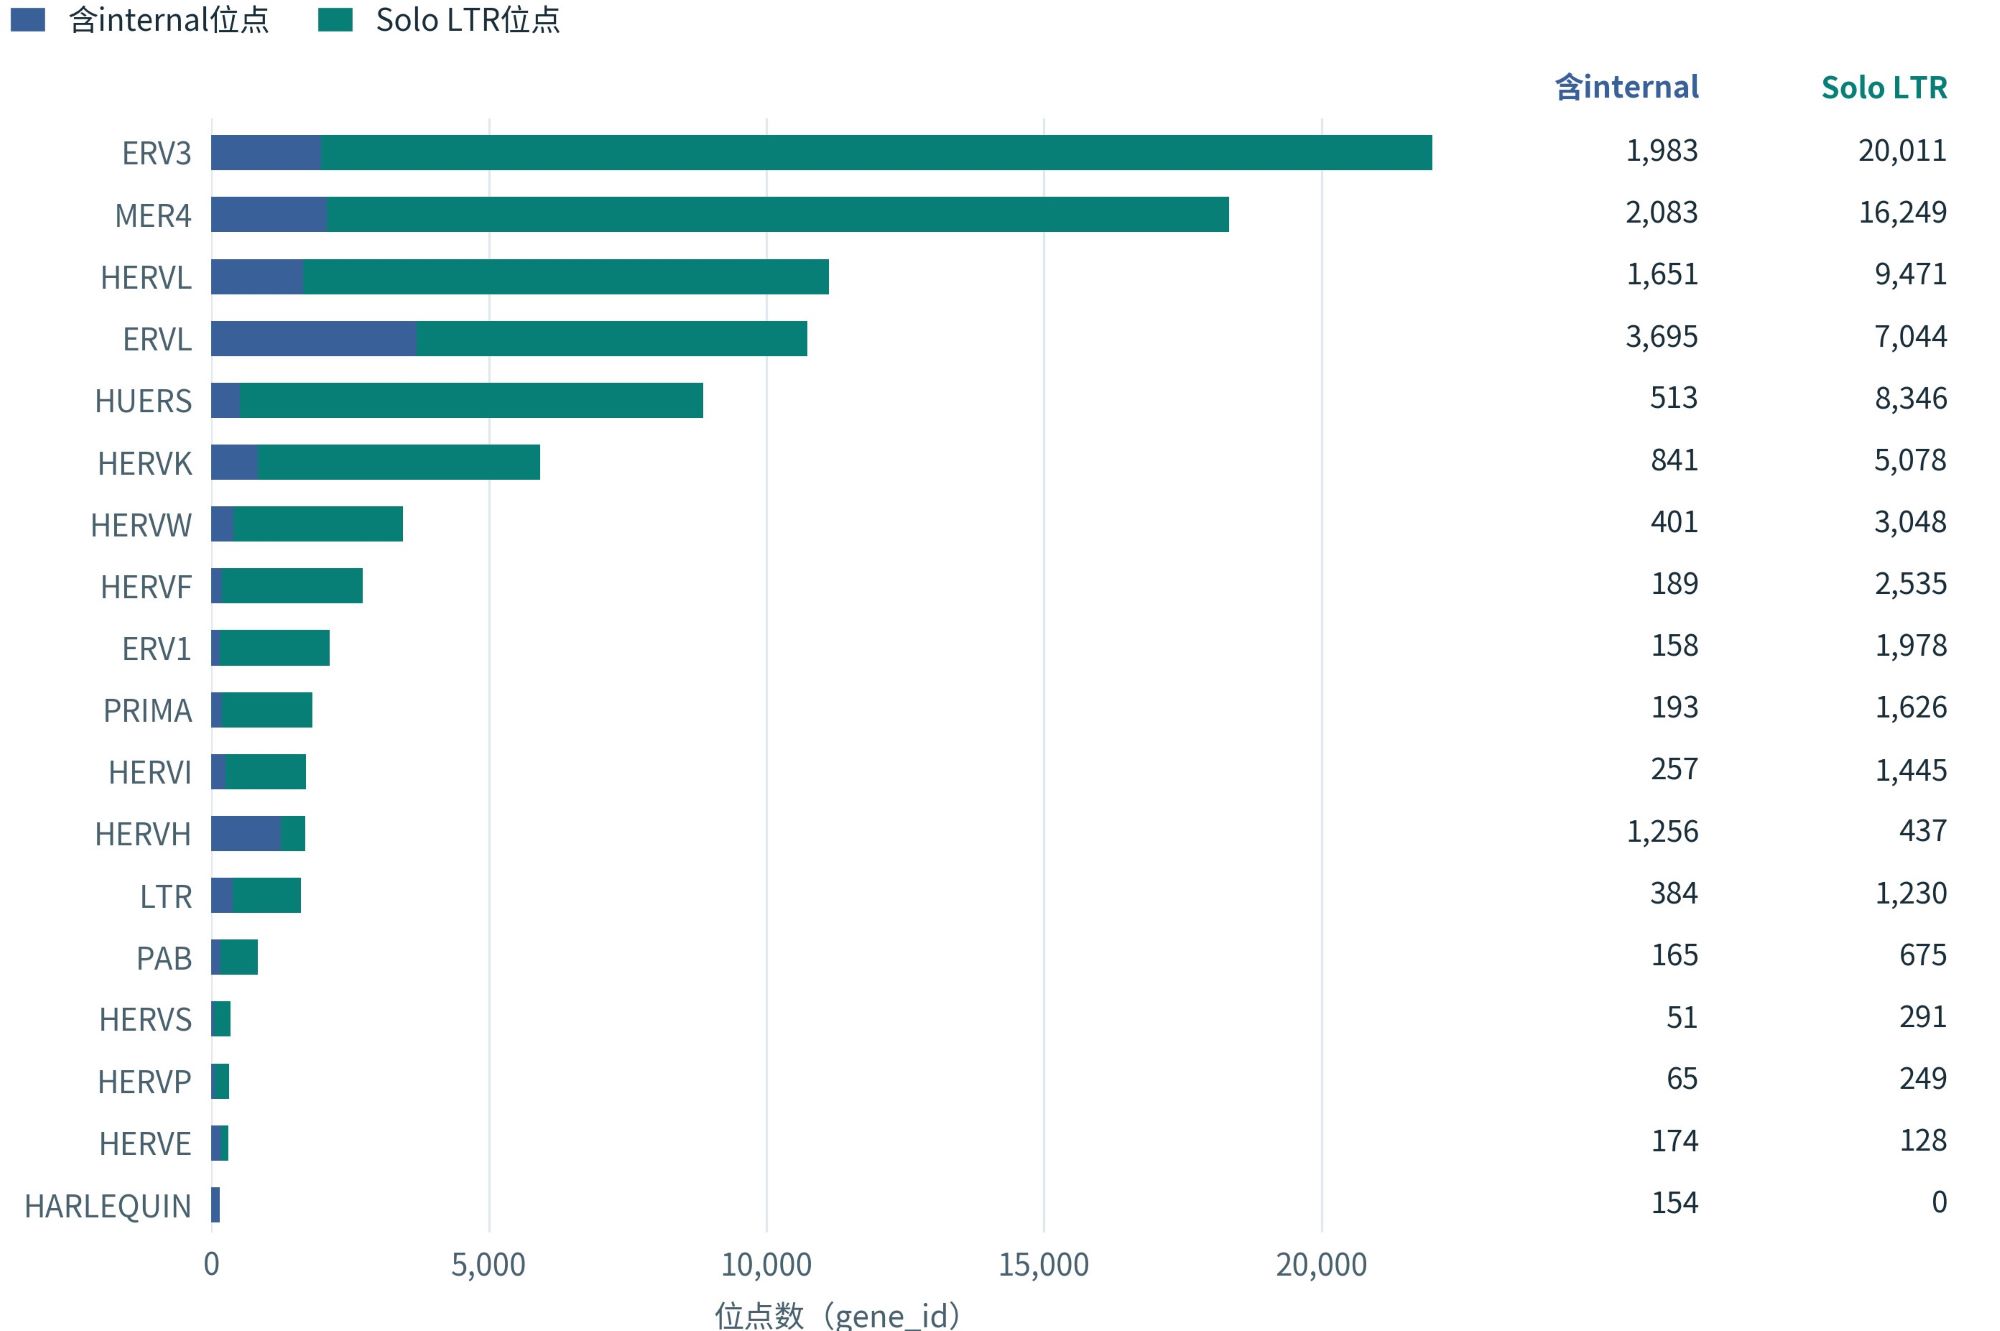 含internal位点 Solo LTR位点
含internal Solo LTR
ERV3 1,983 20,011
MER4 2,083 16,249
HERVL 1,651 9,471
ERVL 3,695 7,044
HUERS 513 8,346
HERVK 841 5,078
HERVW 401 3,048
HERVF 189 2,535
ERV1 158 1,978
PRIMA 193 1,626
HERVI 257 1,445
HERVH 1,256 437
LTR 384 1,230
PAB 165 675
HERVS 51 291
HERVP 65 249
HERVE 174 128
HARLEQUIN 154 0
0 5,000 10,000 15,000 20,000
位点数（gene_id）